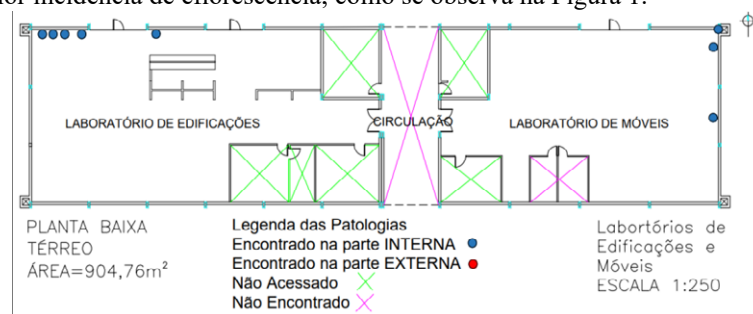 or incidência de eflorescência, como se observa na Figura 1.
LABORATÓRIO DE EDIFICAÇÕES
CIRCULAÇÃO
LABORATÓRIO DE MÓVEIS
PLANTA BAIXA
TÉRREO
ÁREA=904,76m²
Legenda das Patologias
Encontrado na parte INTERNA
Encontrado na parte EXTERNA
Não Acessado
Não Encontrado
Labortórios de
Edificações e
Móveis
ESCALA 1:250